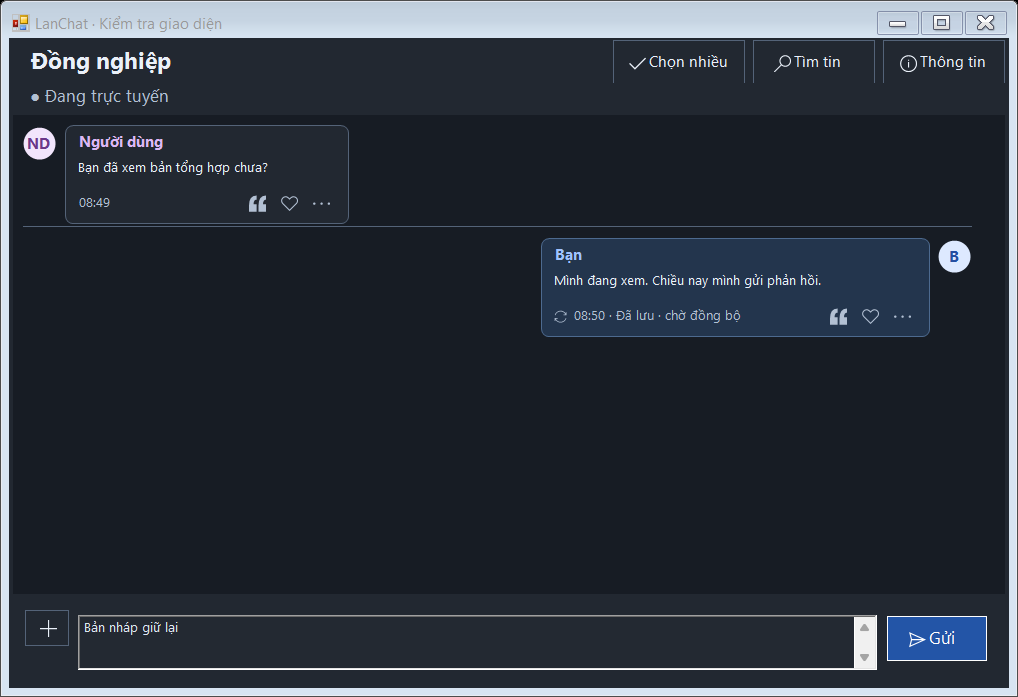 LanChat · Kiểm tra giao diện
Đồng nghiệp
Chọn nhiều
Tìm tin
Thông tin
● Đang trực tuyến
ND
Người dùng
Bạn đã xem bản tổng hợp chưa?
08:49
Bạn
B
Mình đang xem. Chiều nay mình gửi phản hồi.
08:50 · Đã lưu · chờ đồng bộ
Bản nháp giữ lại
Gửi